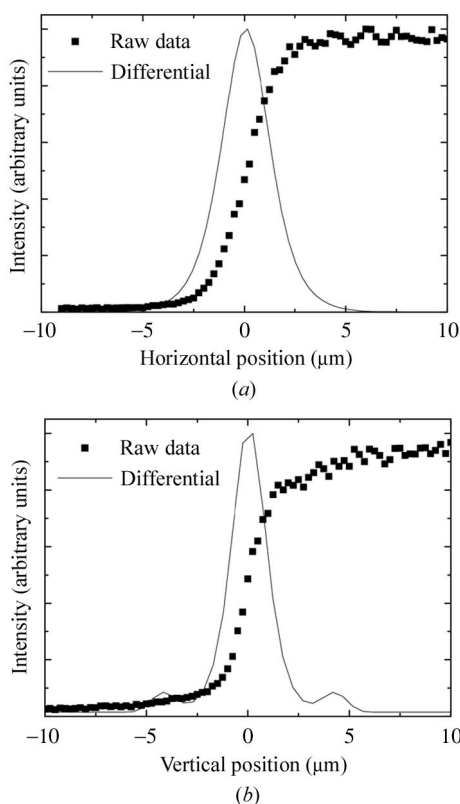 Raw data
Differential
Intensity (arbitrary units)
−10 −5 0 5 10
Horizontal position (µm)
(a)
Raw data
Differential
Intensity (arbitrary units)
−10 −5 0 5 10
Vertical position (µm)
(b)